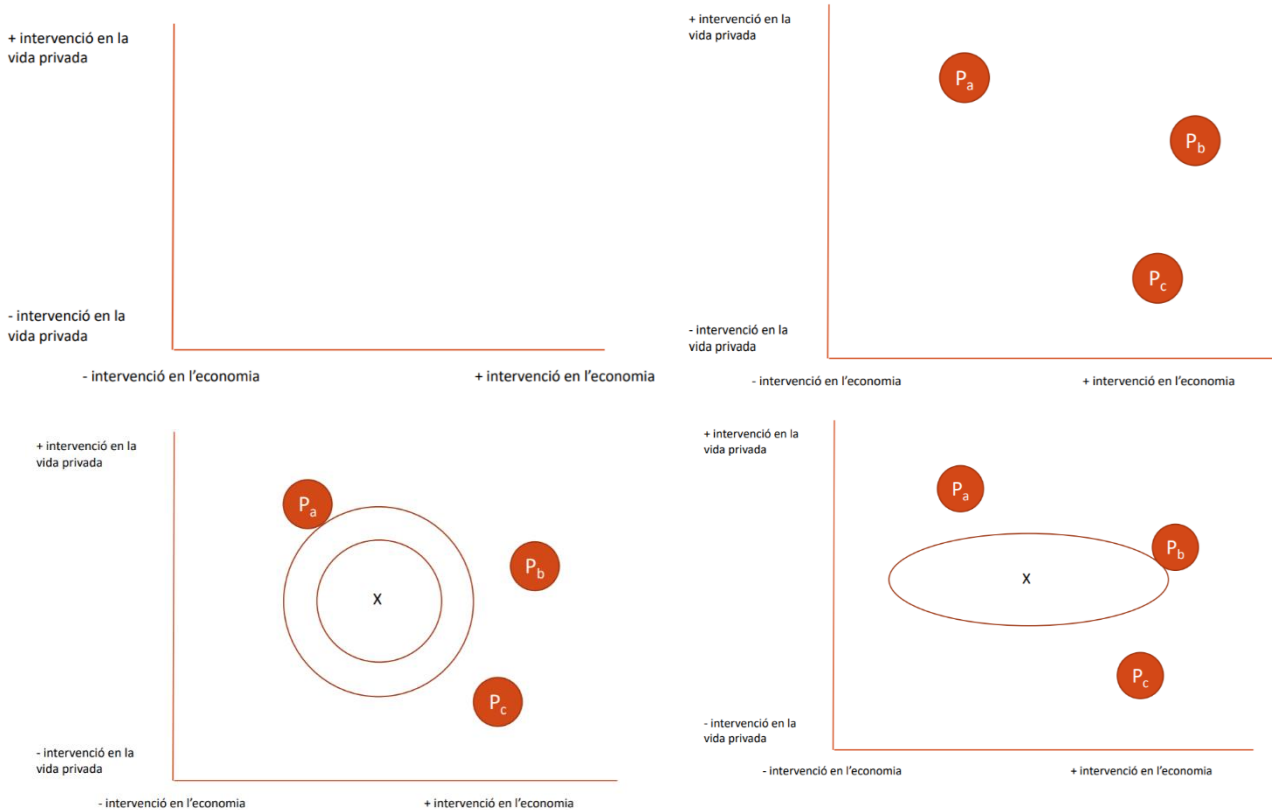 + intervenció en la
vida privada
- intervenció en la
vida privada
- intervenció en l'economia
+ intervenció en l'economia
+ intervenció en la
vida privada
Pa
Pb
Pc
- intervenció en la
vida privada
- intervenció en l'economia
+ intervenció en l'economia
+ intervenció en la
vida privada
Pa
Pb
X
Pc
- intervenció en la
vida privada
- intervenció en l'economia
+ intervenció en l'economia
+ intervenció en la
vida privada
Pa
Pb
X
Pc
- intervenció en la
vida privada
- intervenció en l'economia
+ intervenció en l'economia